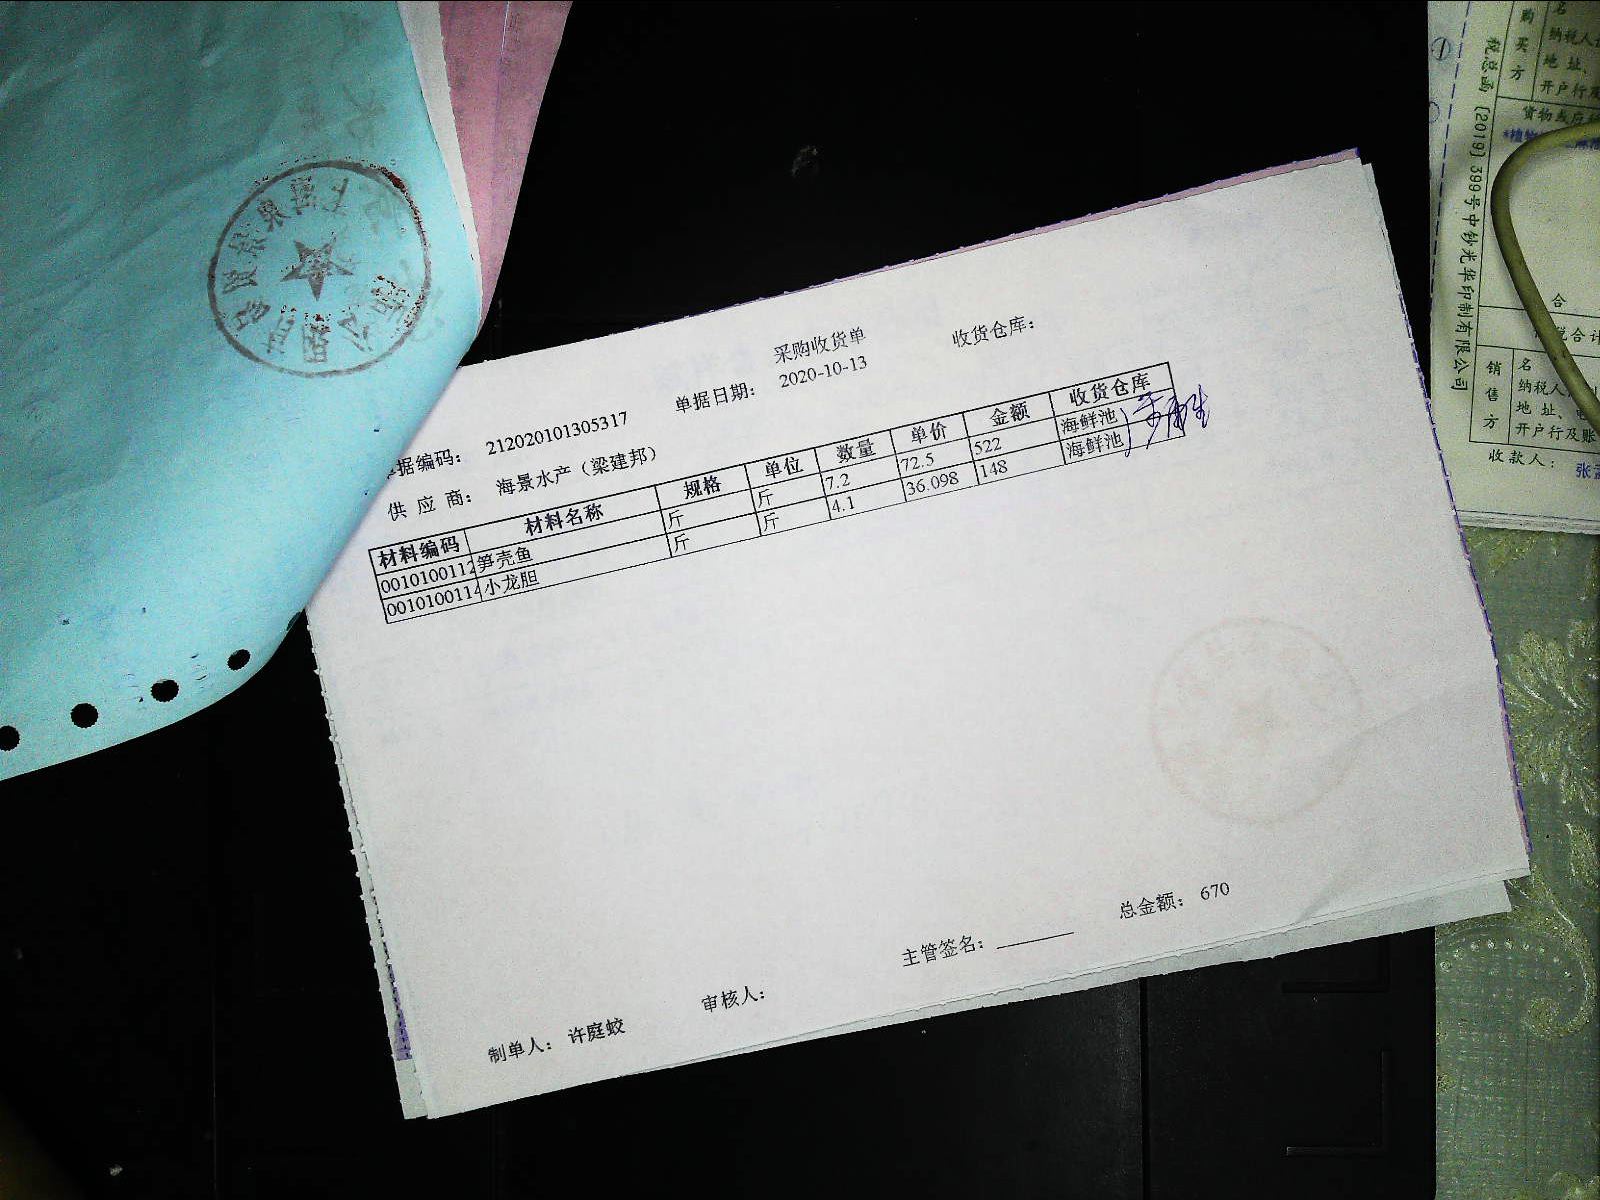 采购收货单
收货仓库：
据编码： 212020101305317 单据日期： 2020-10-13
供 应 商： 海景水产（梁建邦）
材料编码 材料名称 规格 单位 数量 单价 金额 收货仓库
0010100112 笋壳鱼 斤 斤 7.2 72.5 522 海鲜池
0010100114 小龙胆 斤 斤 4.1 36.098 148 海鲜池
总金额： 670
主管签名：
审核人：
制单人： 许庭蛟
税总函〔2019〕399号中钞光华印制有限公司
购买方
名
纳税人
地 址、
开户行及
货物或应
合
税合计
销售方
名
纳税人
地 址、电
开户行及账
收款人： 张